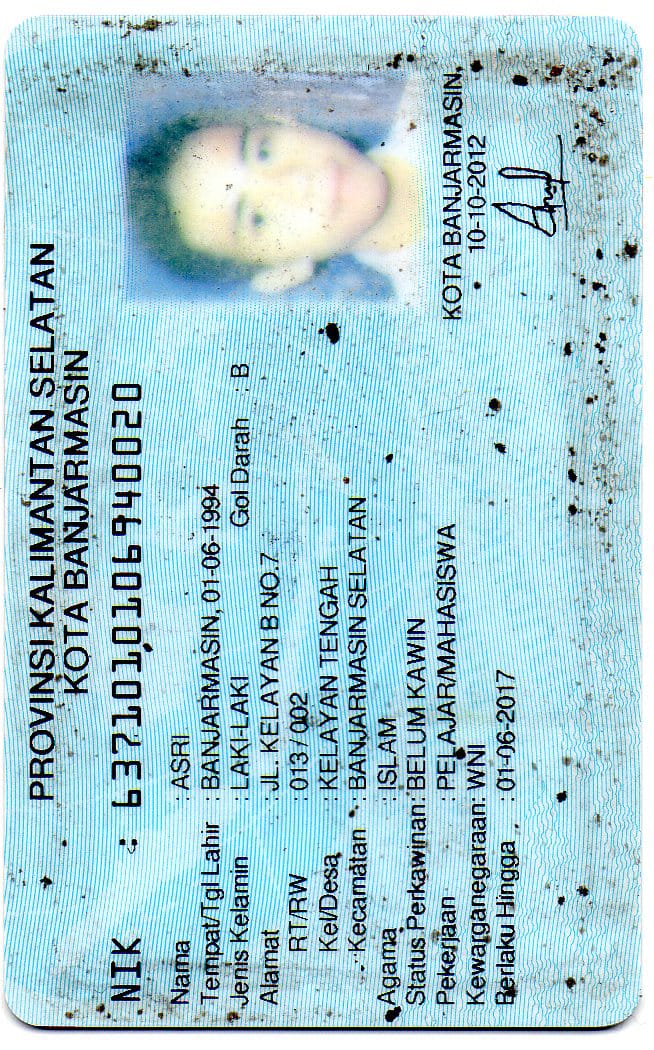 PROVINSI KALIMANTAN SELATAN
KOTA BANJARMASIN
NIK : 6371010106940020
Nama : ASRI
Tempat/Tgl Lahir : BANJARMASIN, 01-06-1994
Jenis Kelamin : LAKI-LAKI Gol Darah : B
Alamat : JL. KELAYAN B NO.7
RT/RW : 013 / 002
Kel/Desa : KELAYAN TENGAH
Kecamatan : BANJARMASIN SELATAN
Agama : ISLAM
Status Perkawinan: BELUM KAWIN
Pekerjaan : PELAJAR/MAHASISWA
Kewarganegaraan: WNI
Berlaku Hingga : 01-06-2017
KOTA BANJARMASIN
10-10-2012